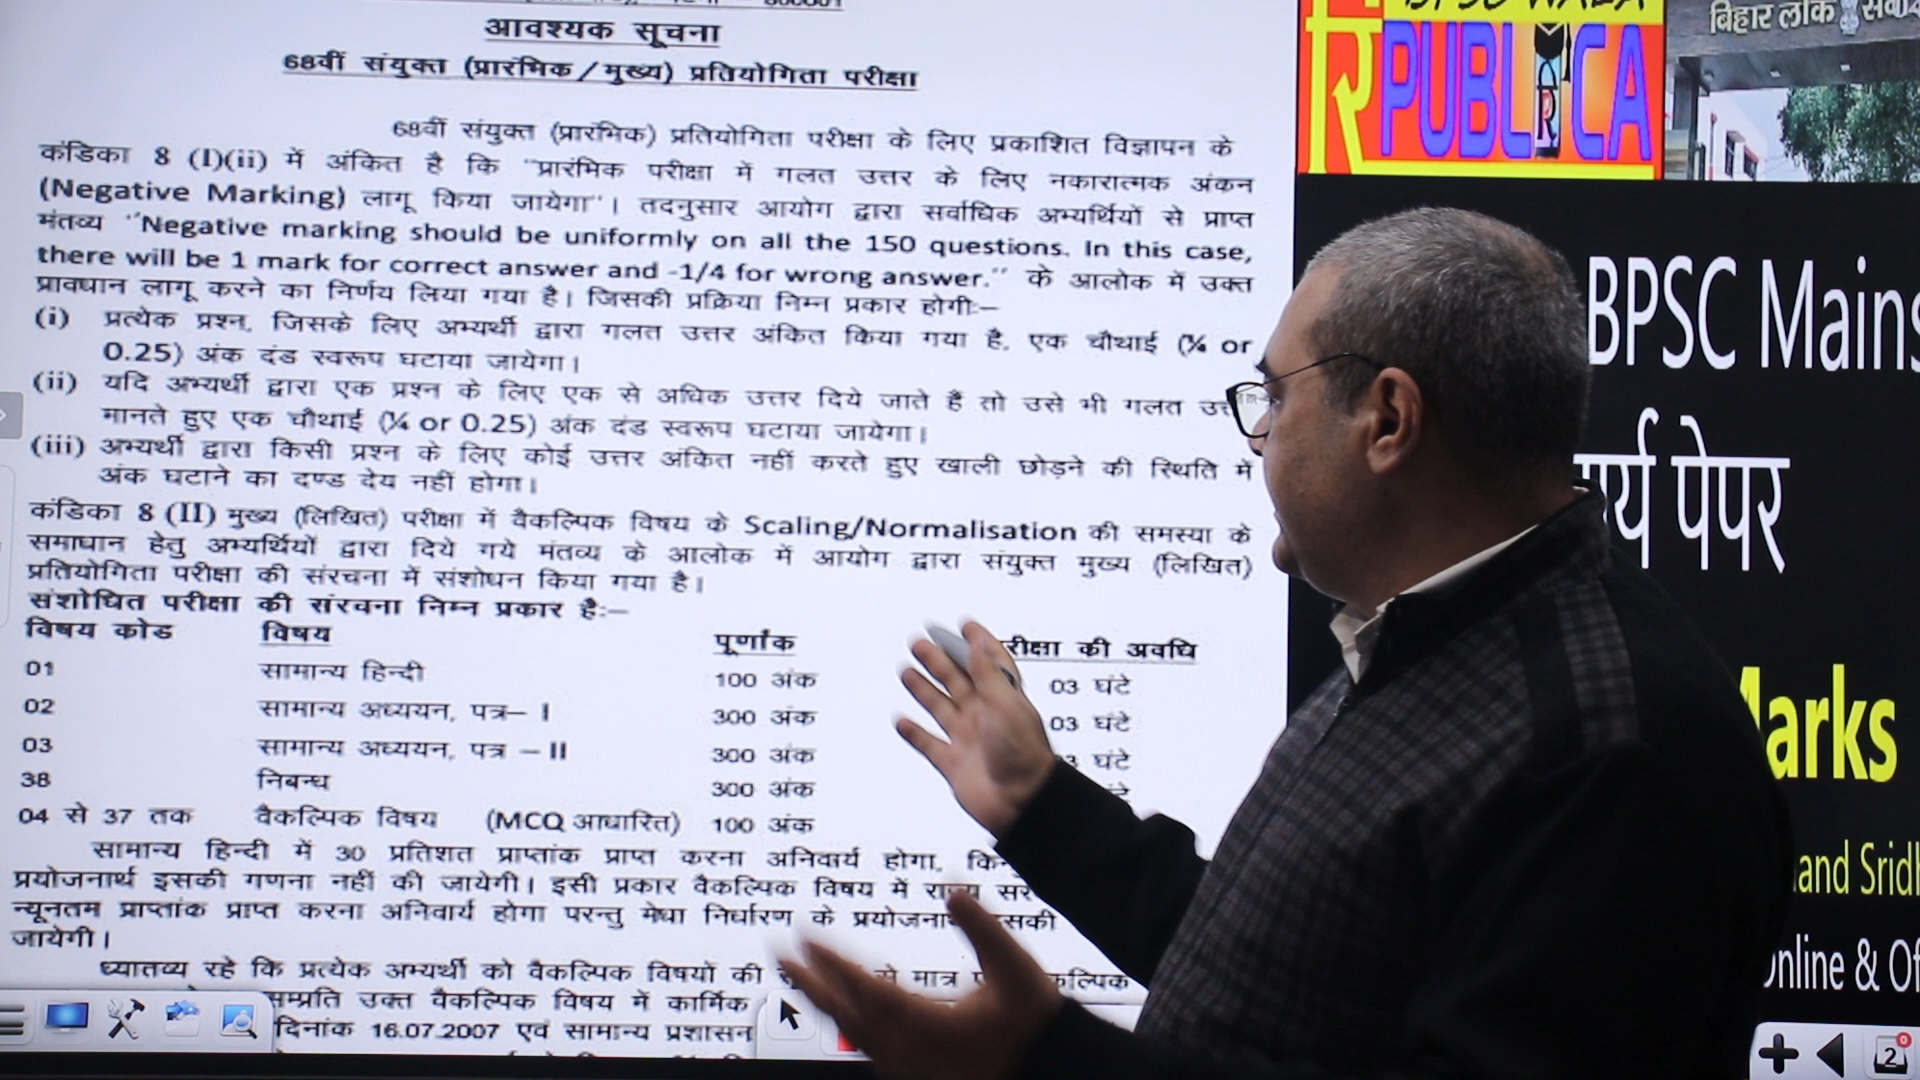 आवश्यक सूचना
68वीं संयुक्त (प्रारंभिक/मुख्य) प्रतियोगिता परीक्षा
68वीं संयुक्त (प्रारंभिक) प्रतियोगिता परीक्षा के लिए प्रकाशित विज्ञापन के
कंडिका 8 (I)(ii) में अंकित है कि "प्रारंभिक परीक्षा में गलत उत्तर के लिए नकारात्मक अंकन
(Negative Marking) लागू किया जायेगा"। तदनुसार आयोग द्वारा सर्वाधिक अभ्यर्थियों से प्राप्त
मंतव्य "Negative marking should be uniformly on all the 150 questions. In this case,
there will be 1 mark for correct answer and -1/4 for wrong answer." के आलोक में उक्त
प्रावधान लागू करने का निर्णय लिया गया है। जिसकी प्रक्रिया निम्न प्रकार होगी:–
(i) प्रत्येक प्रश्न, जिसके लिए अभ्यर्थी द्वारा गलत उत्तर अंकित किया गया है, एक चौथाई (¼ or
0.25) अंक दंड स्वरूप घटाया जायेगा।
(ii) यदि अभ्यर्थी द्वारा एक प्रश्न के लिए एक से अधिक उत्तर दिये जाते हैं तो उसे भी गलत
मानते हुए एक चौथाई (¼ or 0.25) अंक दंड स्वरूप घटाया जायेगा।
(iii) अभ्यर्थी द्वारा किसी प्रश्न के लिए कोई उत्तर अंकित नहीं करते हुए खाली छोड़ने की स्थिति में
अंक घटाने का दण्ड देय नहीं होगा।
कंडिका 8 (II) मुख्य (लिखित) परीक्षा में वैकल्पिक विषय के Scaling/Normalisation की समस्या के
समाधान हेतु अभ्यर्थियों द्वारा दिये गये मंतव्य के आलोक में आयोग द्वारा संयुक्त मुख्य (लिखित)
प्रतियोगिता परीक्षा की संरचना में संशोधन किया गया है।
संशोधित परीक्षा की संरचना निम्न प्रकार है:–
विषय कोड विषय पूर्णांक रीक्षा की अवधि
01 सामान्य हिन्दी 100 अंक 03 घंटे
02 सामान्य अध्ययन, पत्र– I 300 अंक 03 घंटे
03 सामान्य अध्ययन, पत्र – II 300 अंक 3 घंटे
38 निबन्ध 300 अंक
04 से 37 तक वैकल्पिक विषय (MCQ आधारित) 100 अंक
सामान्य हिन्दी में 30 प्रतिशत प्राप्तांक प्राप्त करना अनिवार्य होगा,
प्रयोजनार्थ इसकी गणना नहीं की जायेगी। इसी प्रकार वैकल्पिक विषय में राज्य
न्यूनतम प्राप्तांक प्राप्त करना अनिवार्य होगा परन्तु मेधा निर्धारण के
जायेगी।
ध्यातव्य रहे कि प्रत्येक अभ्यर्थी को वैकल्पिक विषयों की से मात्र
सम्प्रति उक्त वैकल्पिक विषय में कार्मिक
दिनांक 16.07.2007 एवं सामान्य प्रशासन
BPSC WALA
रि PUBLICA
बिहार लोक
BPSC Mains
र्य पेपर
Marks
and Sridh
Online & Of
2
0